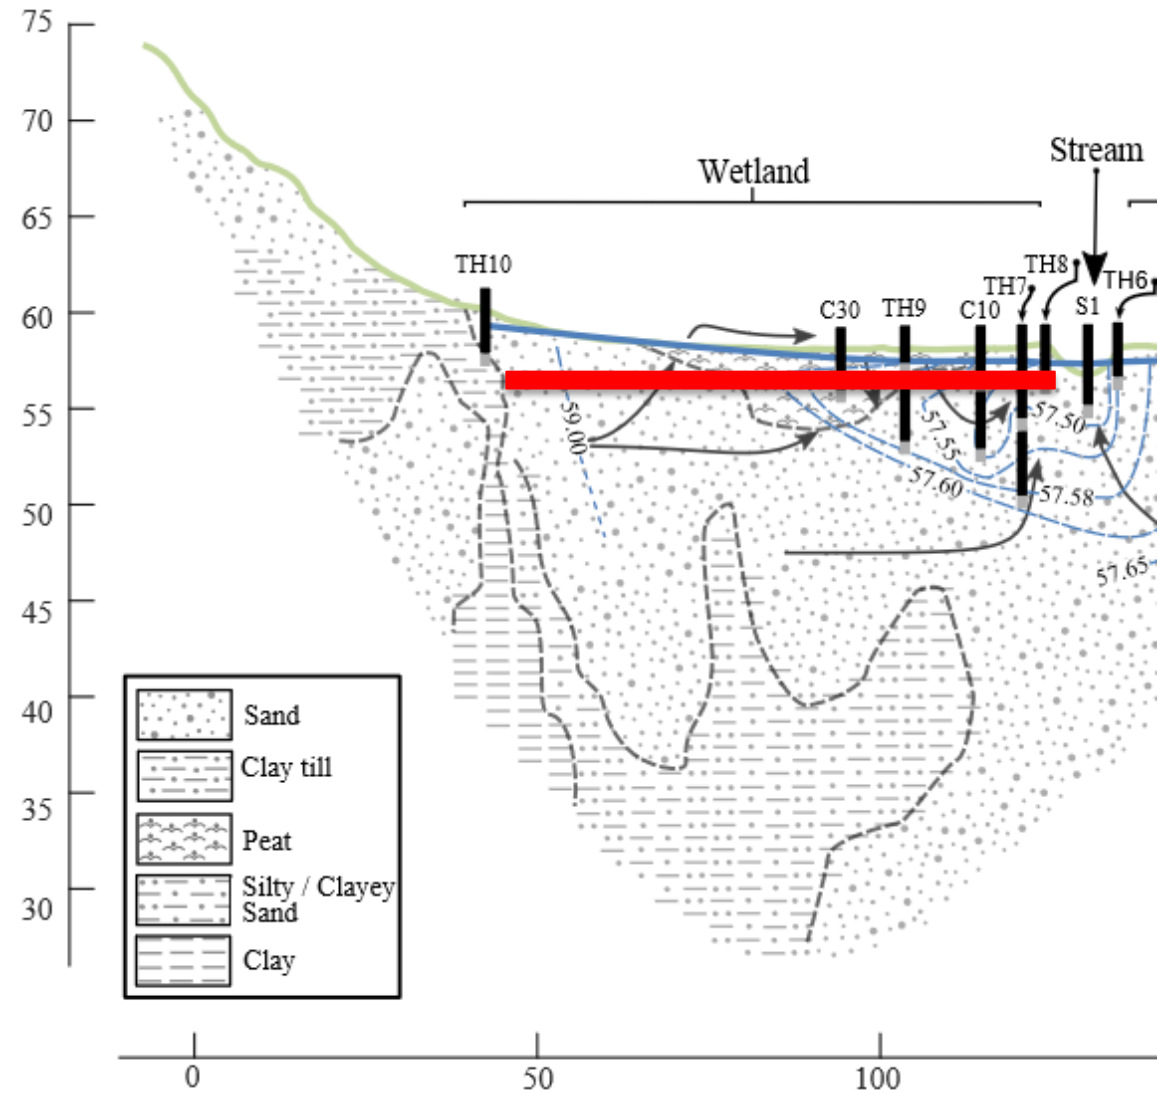 75
70
65
60
55
50
45
40
35
30
Wetland
Stream
TH10
C30
TH9
C10
TH7
TH8
S1
TH6
59.00
57.55
57.50
57.60
57.58
57.65
Sand
Clay till
Peat
Silty / Clayey
Sand
Clay
0
50
100